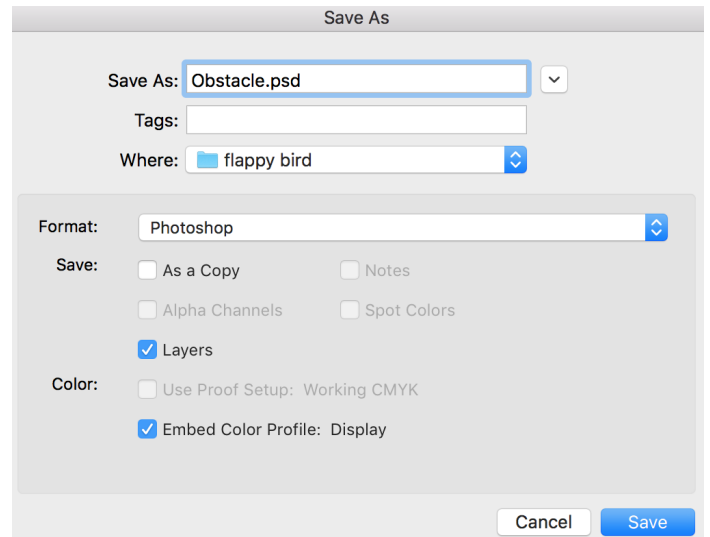 Save As
Save As: Obstacle.psd
Tags:
Where: flappy bird
Format: Photoshop
Save: As a Copy Notes
Alpha Channels Spot Colors
Layers
Color: Use Proof Setup: Working CMYK
Embed Color Profile: Display
Cancel Save